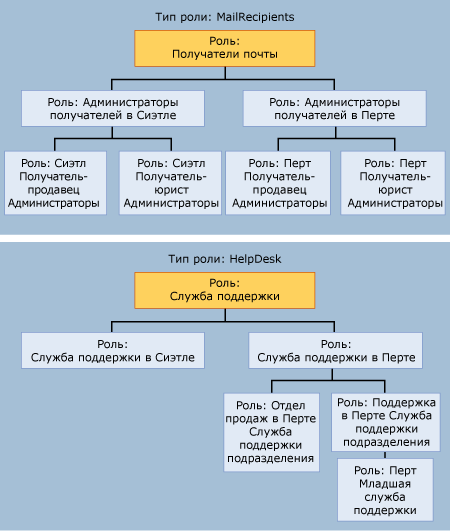 Тип роли: MailRecipients
Роль:
Получатели почты
Роль: Администраторы
получателей в Сиэтле
Роль: Администраторы
получателей в Перте
Роль: Сиэтл
Получатель-
продавец
Администраторы
Роль: Сиэтл
Получатель-
юрист
Администраторы
Роль: Перт
Получатель-
продавец
Администраторы
Роль: Перт
Получатель-
юрист
Администраторы
Тип роли: HelpDesk
Роль:
Служба поддержки
Роль:
Служба поддержки в Сиэтле
Роль:
Служба поддержки в Перте
Роль: Отдел
продаж в Перте
Служба
поддержки
подразделения
Роль: Поддержка
в Перте Служба
поддержки
подразделения
Роль: Перт
Младшая
служба
поддержки